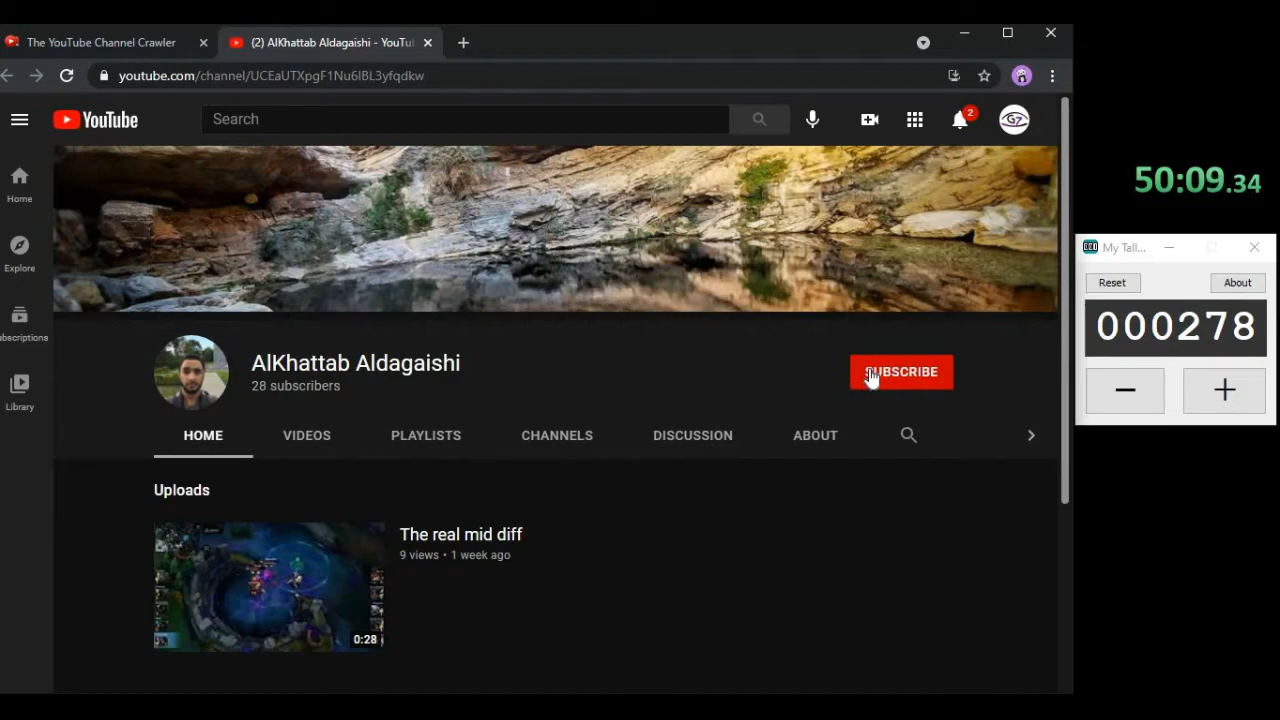 The YouTube Channel Crawler
(2) AlKhattab Aldagaishi - YouTu
youtube.com/channel/UCEaUTXpgF1Nu6IBL3yfqdkw
YouTube
Search
2
G7
Home
Explore
ubscriptions
Library
AlKhattab Aldagaishi
28 subscribers
SUBSCRIBE
HOME
VIDEOS
PLAYLISTS
CHANNELS
DISCUSSION
ABOUT
Uploads
The real mid diff
9 views • 1 week ago
0:28
50:09.34
My Tall...
Reset
About
000278